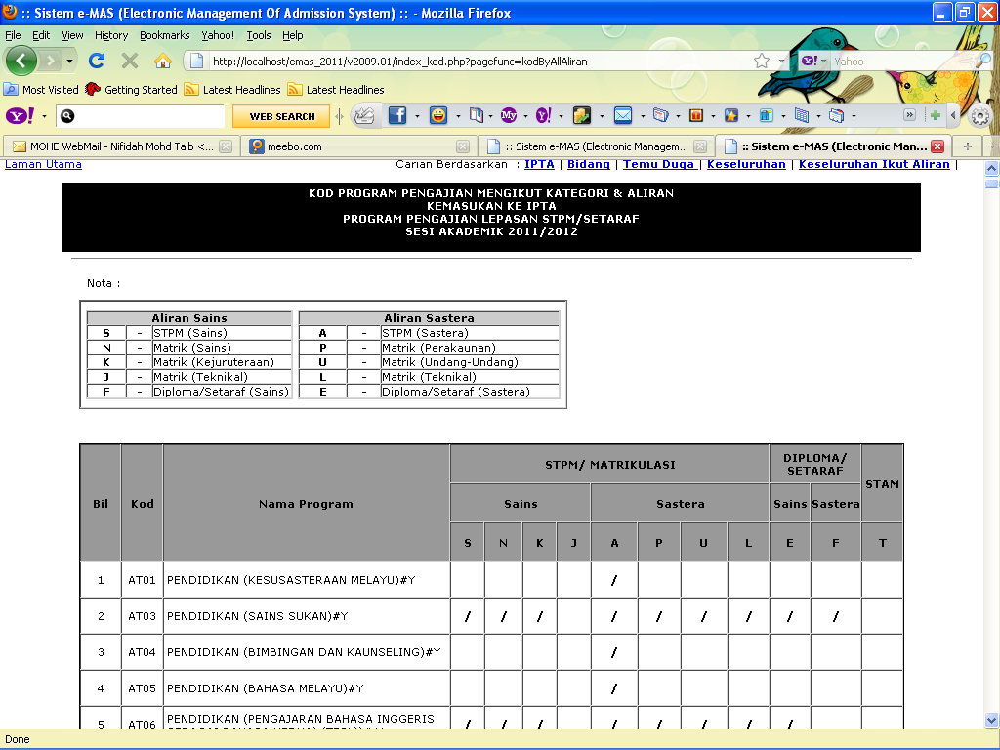 :: Sistem e-MAS (Electronic Management Of Admission System) :: - Mozilla Firefox
File Edit View History Bookmarks Yahoo! Tools Help
http://localhost/emas_2011/v2009.01/index_kod.php?pagefunc=kodByAllAliran
Yahoo
Most Visited Getting Started Latest Headlines Latest Headlines
Y! WEB SEARCH My Y!
MOHE WebMail - Nifidah Mohd Taib <... meebo.com :: Sistem e-MAS (Electronic Managem... :: Sistem e-MAS (Electronic Man...
Laman Utama Carian Berdasarkan : IPTA | Bidang | Temu Duga | Keseluruhan | Keseluruhan Ikut Aliran |
KOD PROGRAM PENGAJIAN MENGIKUT KATEGORI & ALIRAN
KEMASUKAN KE IPTA
PROGRAM PENGAJIAN LEPASAN STPM/SETARAF
SESI AKADEMIK 2011/2012
Nota :
Aliran Sains Aliran Sastera
S - STPM (Sains) A - STPM (Sastera)
N - Matrik (Sains) P - Matrik (Perakaunan)
K - Matrik (Kejuruteraan) U - Matrik (Undang-Undang)
J - Matrik (Teknikal) L - Matrik (Teknikal)
F - Diploma/Setaraf (Sains) E - Diploma/Setaraf (Sastera)
STPM/ MATRIKULASI DIPLOMA/
SETARAF
STAM
Bil Kod Nama Program Sains Sastera Sains Sastera
S N K J A P U L E F T
1 AT01 PENDIDIKAN (KESUSASTERAAN MELAYU)#Y /
2 AT03 PENDIDIKAN (SAINS SUKAN)#Y / / / / / / / / /
3 AT04 PENDIDIKAN (BIMBINGAN DAN KAUNSELING)#Y /
4 AT05 PENDIDIKAN (BAHASA MELAYU)#Y /
5 AT06 PENDIDIKAN (PENGAJARAN BAHASA INGGERIS / / / / / / / /
Done